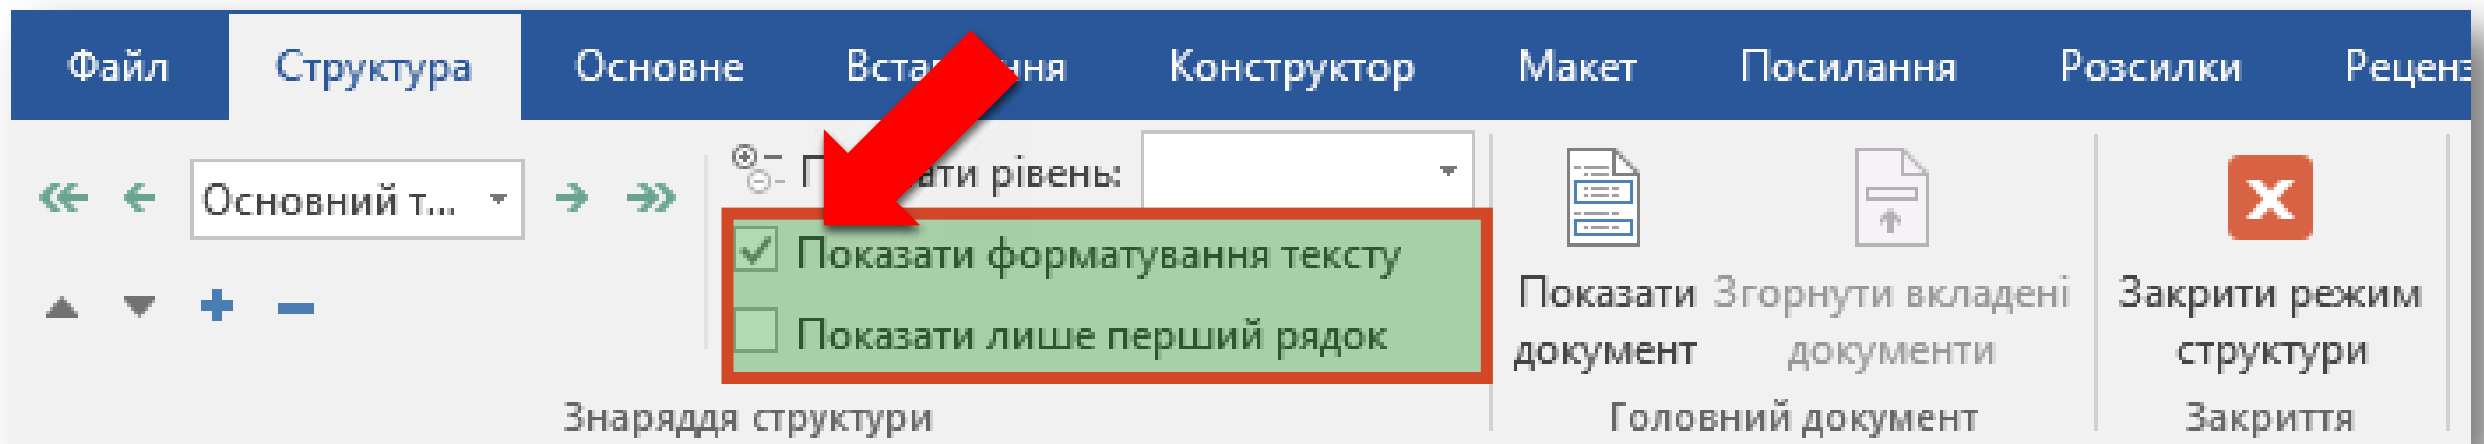 Файл Структура Основне Конструктор Макет Посилання Розсилки
рівень:
Основний т...
Показати форматування тексту
Показати лише перший рядок
Показати документ
Згорнути вкладені документи
Закрити режим структури
Знаряддя структури Головний документ Закриття